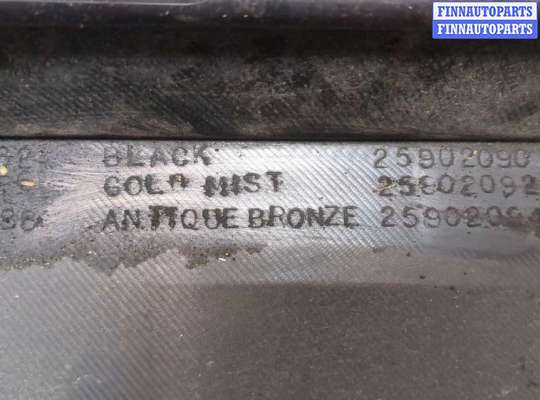 FINNAUTOPARTS
FINNAUTOPARTS
BLACK 25902090
GOLD MIST 25902092
ANTIQUE BRONZE